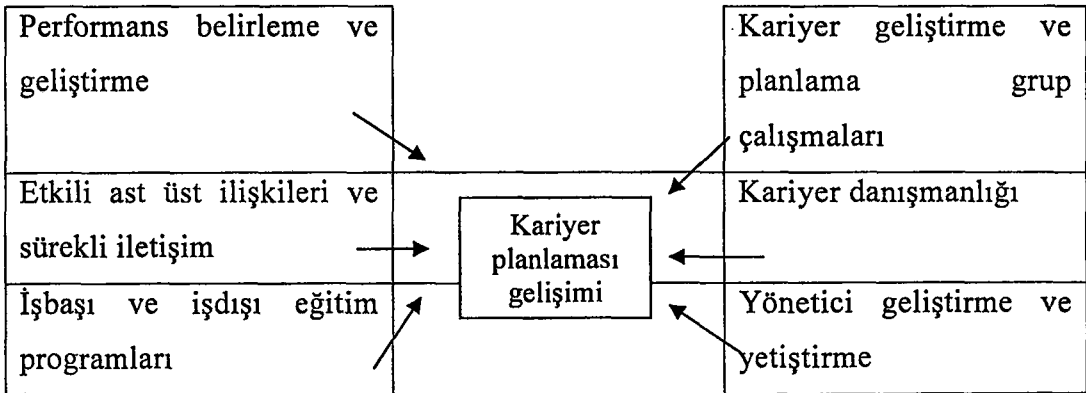 Performans belirleme ve
geliştirme
Etkili ast üst ilişkileri ve
sürekli iletişim
İşbaşı ve işdışı eğitim
programları
Kariyer
planlaması
gelişimi
Kariyer geliştirme ve
planlama grup
çalışmaları
Kariyer danışmanlığı
Yönetici geliştirme ve
yetiştirme